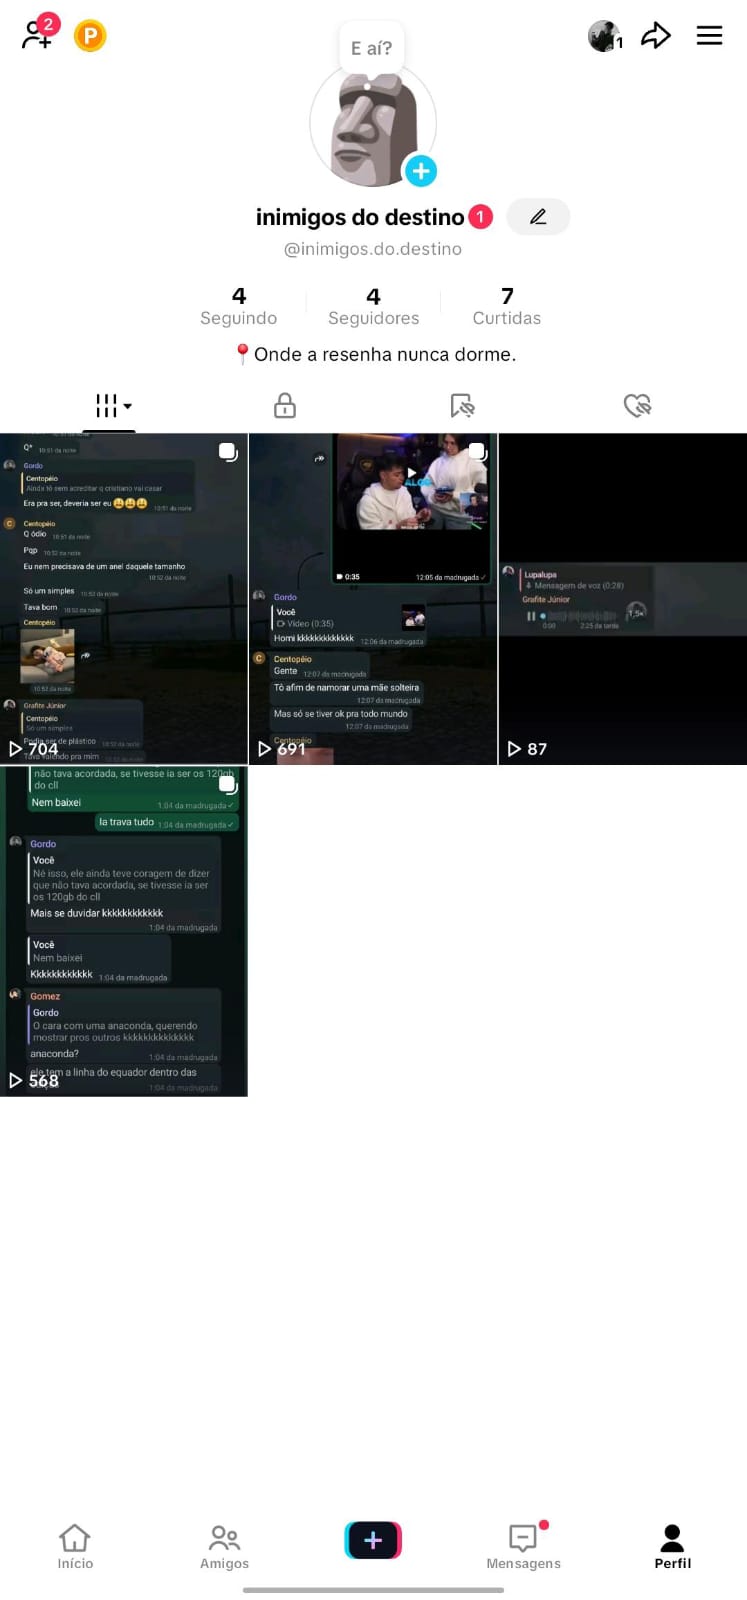 2
P
E aí?
1
inimigos do destino 1
@inimigos.do.destino
4
Seguindo
4
Seguidores
7
Curtidas
📍Onde a resenha nunca dorme.
Q* 10:51 da noite
Gordo
Centopéio
Ainda tô sem acreditar q cristiano vai casar
Era pra ser, deveria ser eu 😩😩😩 10:51 da noite
C Centopéio
Q ódio 10:51 da noite
Pqp 10:52 da noite
Eu nem precisava de um anel daquele tamanho
10:52 da noite
Só um simples 10:52 da noite
Tava bom 10:52 da noite
Centopéio
10:52 da noite
Grafite Júnior
Centopéio
Só um simples
Podia ser de plástico 10:52 da noite
704
Tava valendo pra mim
0:35 12:05 da madrugada
Gordo
Você
Vídeo (0:35)
Homi kkkkkkkkkkkk 12:06 da madrugada
C Centopéio
Gente 12:07 da madrugada
Tô afim de namorar uma mãe solteira
12:07 da madrugada
Mas só se tiver ok pra todo mundo
12:07 da madrugada
Centopéio
691
Lupalupa
Mensagem de voz (0:28)
Grafite Júnior
1,5x
0:00 2:25 da tarde
87
não tava acordada, se tivesse ia ser os 120gb
do cll
Nem baixei 1:04 da madrugada
Ia trava tudo 1:04 da madrugada
Gordo
Você
Né isso, ele ainda teve coragem de dizer
que não tava acordada, se tivesse ia ser
os 120gb do cll
Mais se duvidar kkkkkkkkkkkk
1:04 da madrugada
Você
Nem baixei
Kkkkkkkkkkkk 1:04 da madrugada
Gomez
Gordo
O cara com uma anaconda, querendo
mostrar pros outros kkkkkkkkkkkkkk
anaconda? 1:04 da madrugada
ele tem a linha do equador dentro das
568
1:04 da madrugada
Início
Amigos
Mensagens
Perfil